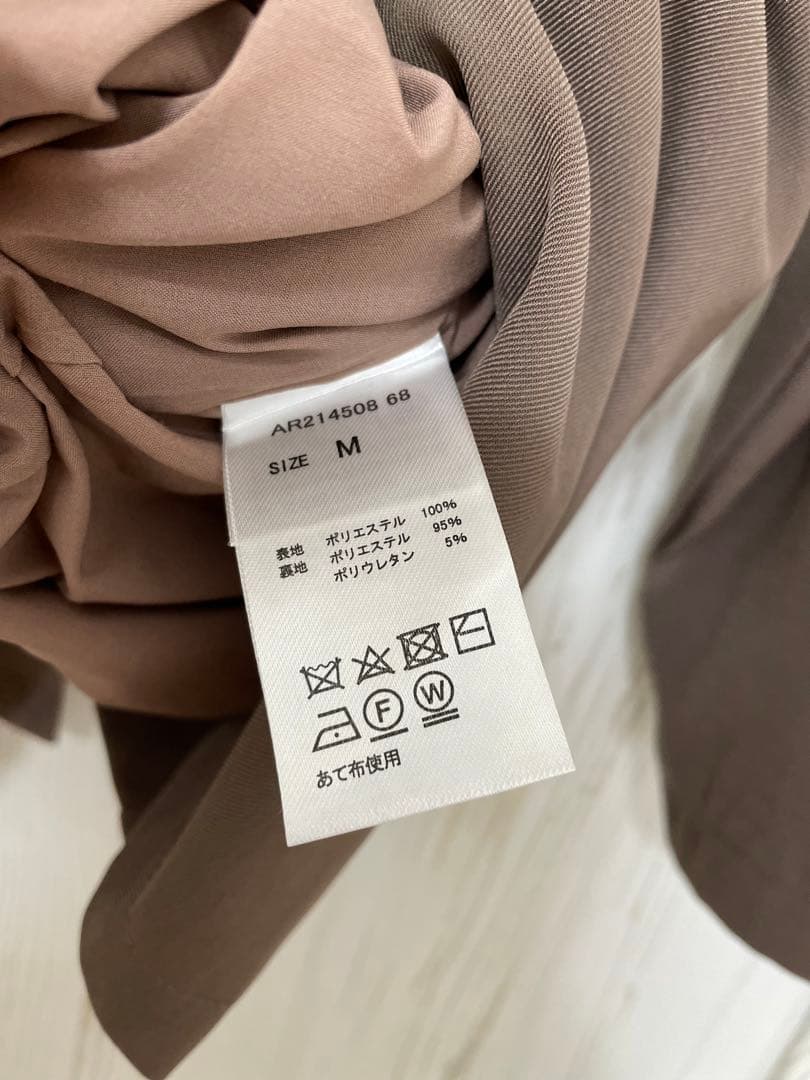 AR214508 68
SIZE M
表地 ポリエステル 100%
裏地 ポリエステル 95%
ポリウレタン 5%
F W
あて布使用